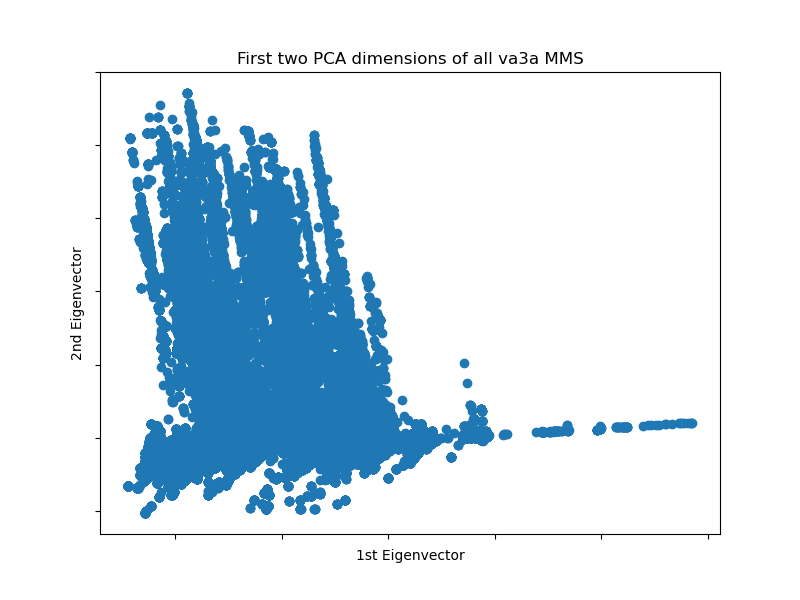 First two PCA dimensions of all va3a MMS
2nd Eigenvector
1st Eigenvector